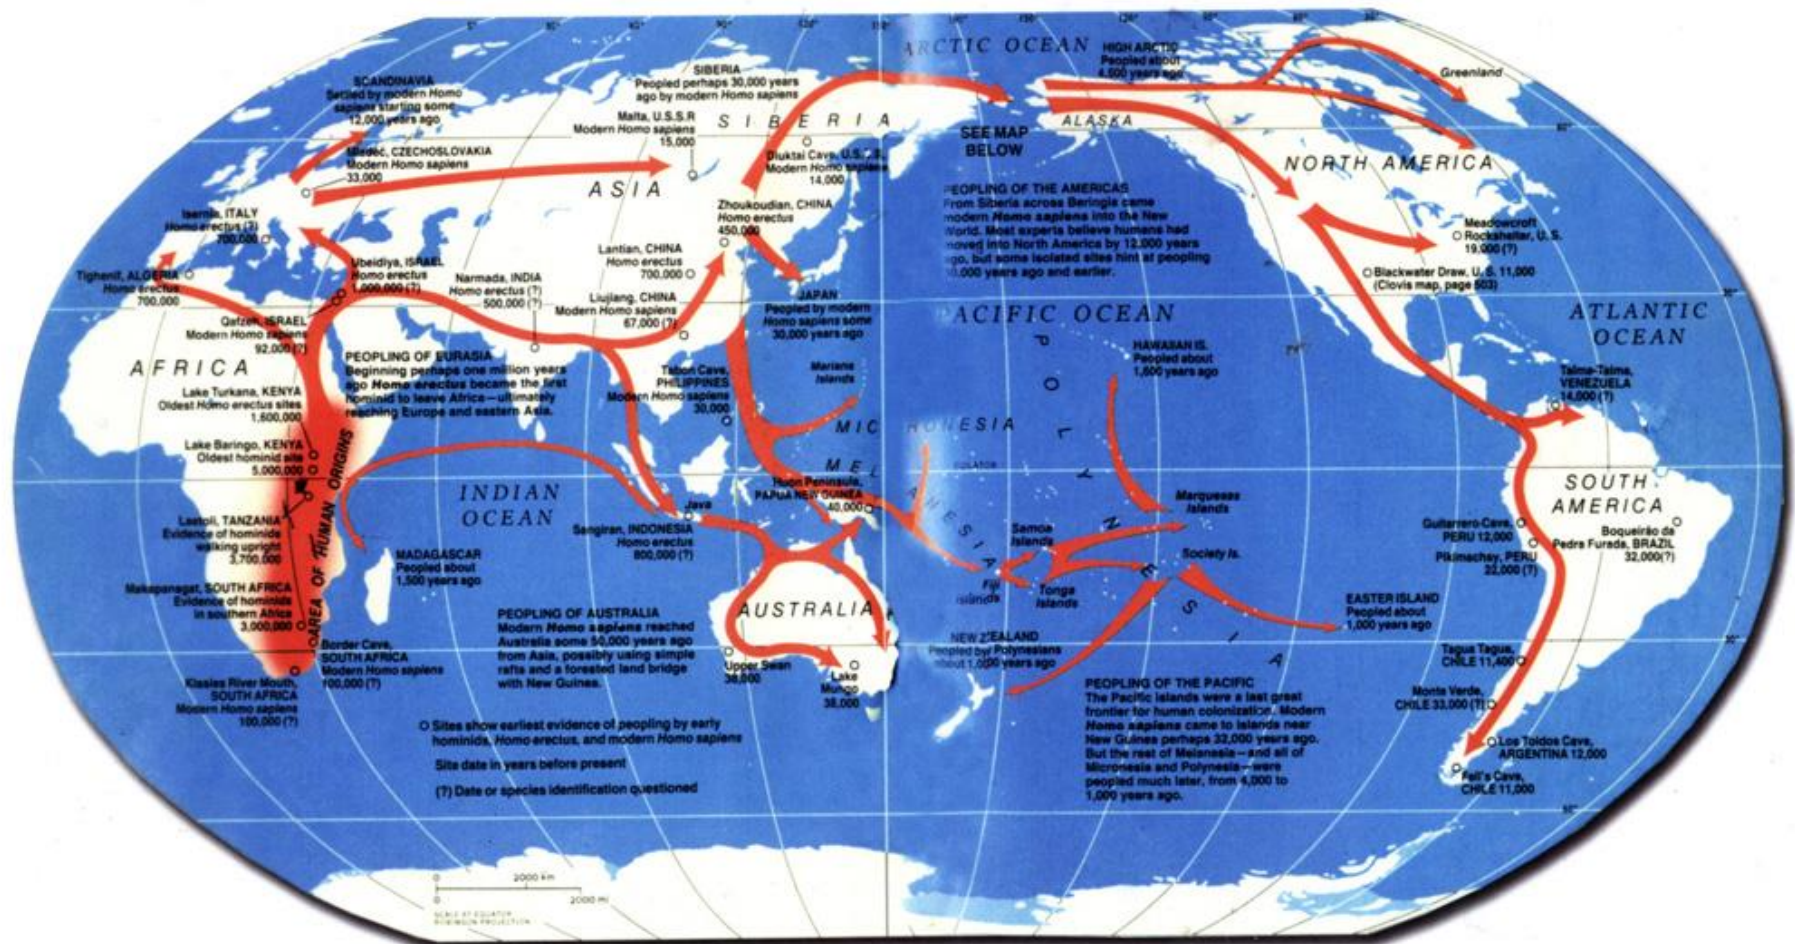 ARCTIC OCEAN
HIGH ARCTIC
Peopled about
4,500 years ago
Greenland
SCANDINAVIA
Settled by modern Homo
sapiens starting some
12,000 years ago
SIBERIA
Peopled perhaps 30,000 years
ago by modern Homo sapiens
Malta, U.S.S.R
Modern Homo sapiens
15,000
SIBERIA
ALASKA
SEE MAP
BELOW
Mladeč, CZECHOSLOVAKIA
Modern Homo sapiens
33,000
Diuktai Cave, U.S.S.R.
Modern Homo sapiens
14,000
ASIA
NORTH AMERICA
PEOPLING OF THE AMERICAS
From Siberia across Beringia came
modern Homo sapiens into the New
World. Most experts believe humans had
moved into North America by 12,000 years
ago, but some isolated sites hint at peopling
30,000 years ago and earlier.
Zhoukoudian, CHINA
Homo erectus
450,000
Isernia, ITALY
Homo erectus (?)
700,000
Meadowcroft
Rockshelter, U.S.
19,000 (?)
Lantian, CHINA
Homo erectus
700,000
Ubeidiya, ISRAEL
Homo erectus
1,000,000 (?)
Tighenif, ALGERIA
Homo erectus
700,000
Narmada, INDIA
Homo erectus (?)
500,000 (?)
Blackwater Draw, U.S. 11,000
(Clovis map, page 503)
Liujiang, CHINA
Modern Homo sapiens
67,000 (?)
JAPAN
Peopled by modern
Homo sapiens some
30,000 years ago
Qafzeh, ISRAEL
Modern Homo sapiens
92,000 (?)
PACIFIC OCEAN
ATLANTIC
OCEAN
AFRICA
PEOPLING OF EURASIA
Beginning perhaps one million years
ago Homo erectus became the first
hominid to leave Africa—ultimately
reaching Europe and eastern Asia.
HAWAIIAN IS.
Peopled about
1,600 years ago
Tabon Cave,
PHILIPPINES
Modern Homo sapiens
30,000
Mariana
Islands
Taima-Taima,
VENEZUELA
14,000 (?)
Lake Turkana, KENYA
Oldest Homo erectus sites
1,600,000
MICRONESIA
POLYNESIA
Lake Baringo, KENYA
Oldest hominid site
5,000,000
AREA OF HUMAN ORIGINS
MELANESIA
EQUATOR
INDIAN
OCEAN
Huon Peninsula,
PAPUA NEW GUINEA
40,000
SOUTH
AMERICA
Marquesas
Islands
Java
Laetoli, TANZANIA
Evidence of hominids
walking upright
3,700,000
Sangiran, INDONESIA
Homo erectus
800,000 (?)
Samoa
Islands
Society Is.
Guitarrero Cave,
PERU 12,000
Boqueirão da
Pedra Furada, BRAZIL
32,000(?)
Pikimachay, PERU
22,000 (?)
MADAGASCAR
Peopled about
1,500 years ago
Fiji
Islands
Tonga
Islands
Makapansgat, SOUTH AFRICA
Evidence of hominids
in southern Africa
3,000,000
AUSTRALIA
EASTER ISLAND
Peopled about
1,000 years ago
PEOPLING OF AUSTRALIA
Modern Homo sapiens reached
Australia some 50,000 years ago
from Asia, possibly using simple
rafts and a forested land bridge
with New Guinea.
NEW ZEALAND
Peopled by Polynesians
about 1,000 years ago
Border Cave,
SOUTH AFRICA
Modern Homo sapiens
100,000 (?)
Upper Swan
38,000
Lake
Mungo
38,000
Tagua Tagua,
CHILE 11,400
Klasies River Mouth,
SOUTH AFRICA
Modern Homo sapiens
100,000 (?)
PEOPLING OF THE PACIFIC
The Pacific islands were a last great
frontier for human colonization. Modern
Homo sapiens came to islands near
New Guinea perhaps 32,000 years ago.
But the rest of Melanesia—and all of
Micronesia and Polynesia—were
peopled much later, from 4,000 to
1,000 years ago.
Monte Verde,
CHILE 33,000 (?)
Los Toldos Cave,
ARGENTINA 12,000
Fell's Cave,
CHILE 11,000
Sites show earliest evidence of peopling by early
hominids, Homo erectus, and modern Homo sapiens
Site date in years before present
(?) Date or species identification questioned
0 2000 km
0 2000 mi
SCALE AT EQUATOR
ROBINSON PROJECTION